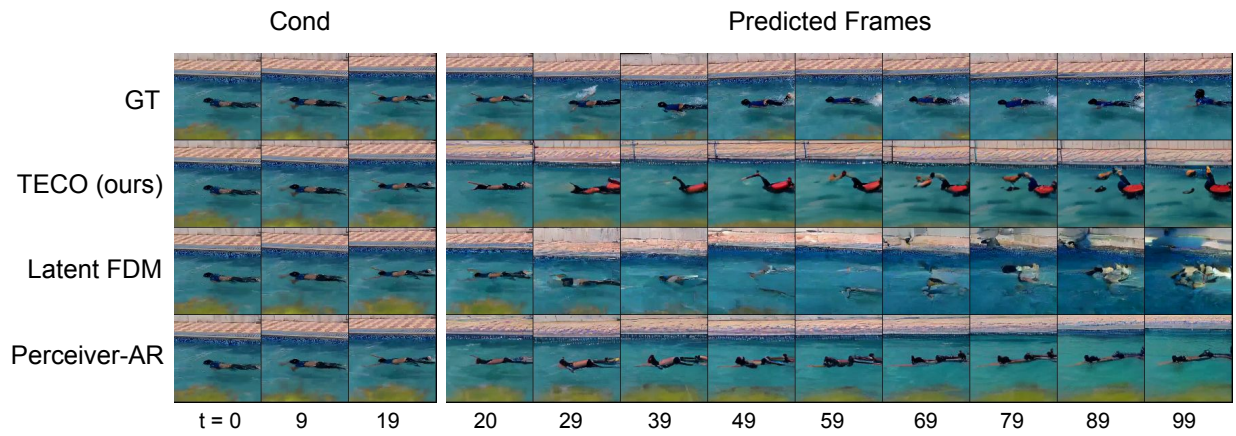 Cond Predicted Frames
GT
TECO (ours)
Latent FDM
Perceiver-AR
t = 0 9 19 20 29 39 49 59 69 79 89 99